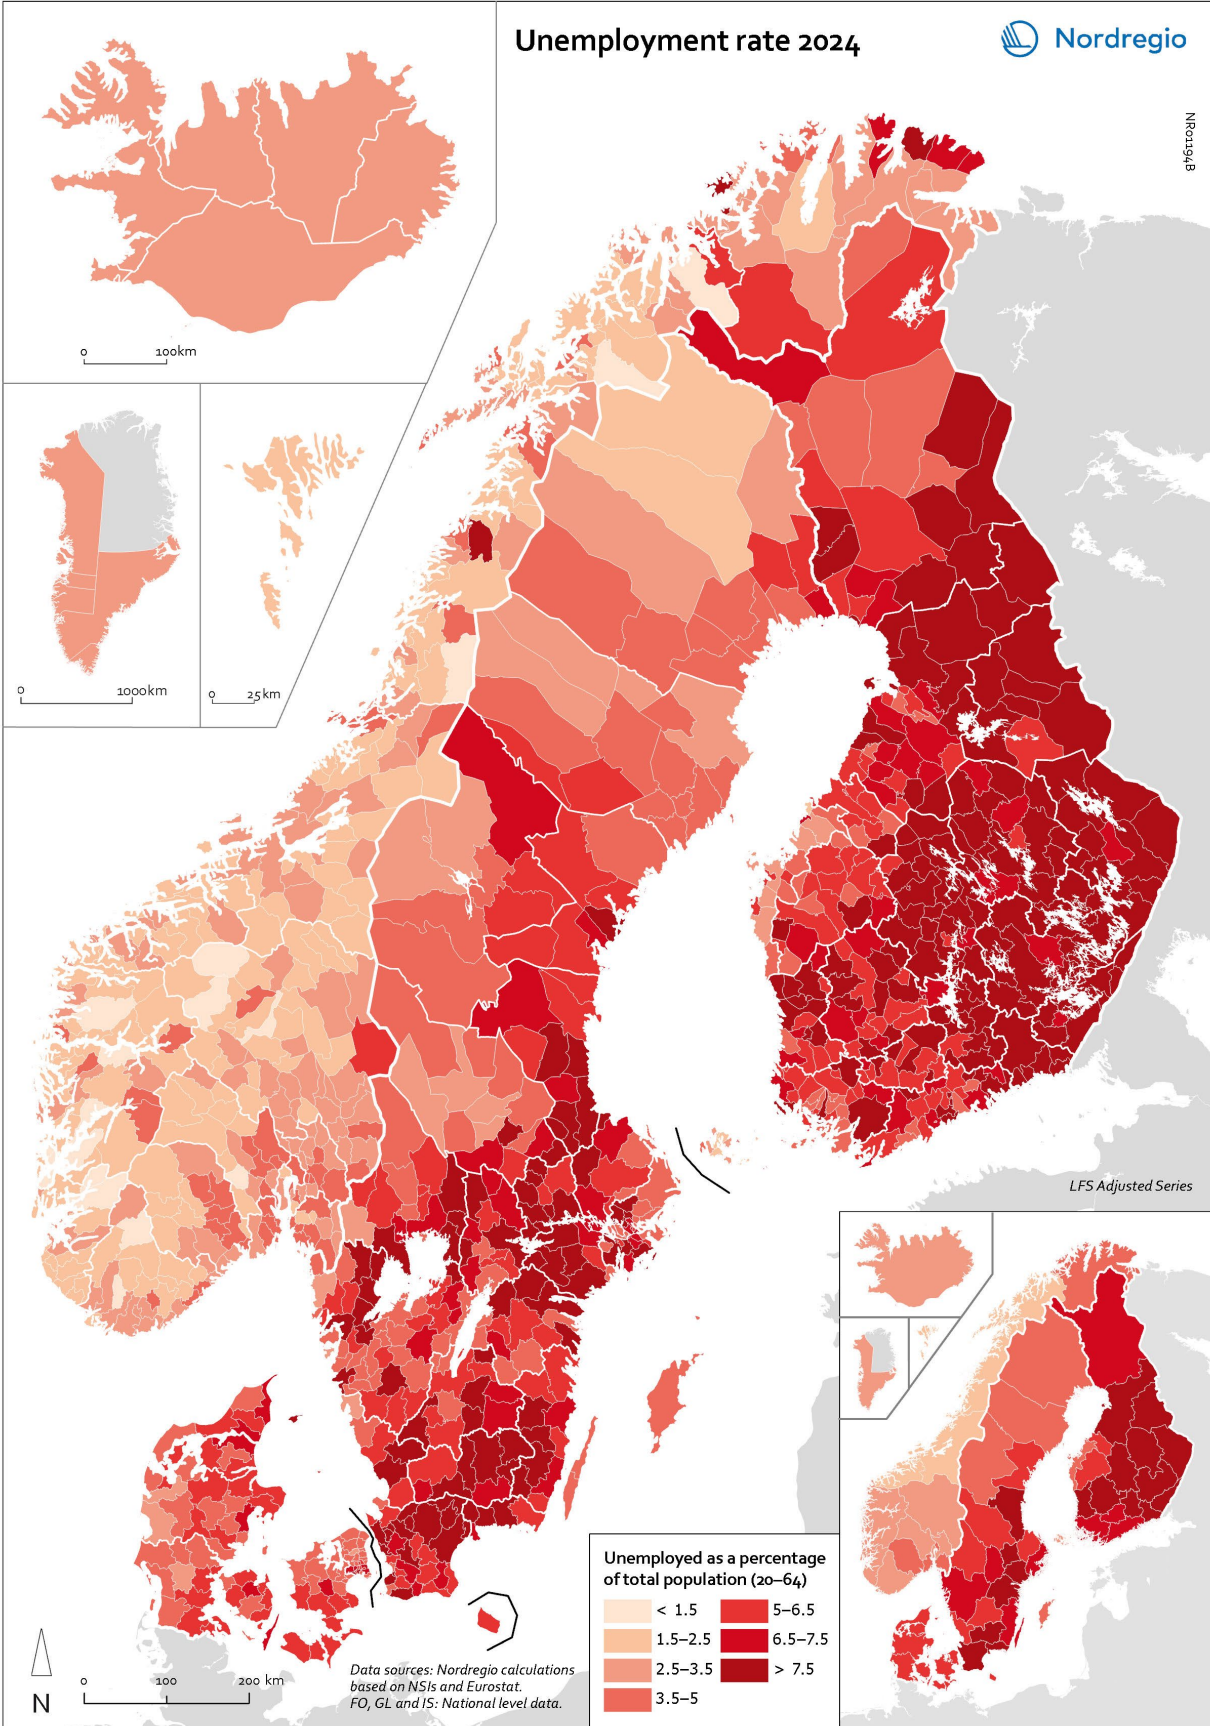 Unemployment rate 2024
Nordregio
NR01194B
0 100km
0 1000km
0 25km
LFS Adjusted Series
Unemployed as a percentage
of total population (20–64)
< 1.5
1.5–2.5
2.5–3.5
3.5–5
5–6.5
6.5–7.5
> 7.5
N
0 100 200 km
Data sources: Nordregio calculations
based on NSIs and Eurostat.
FO, GL and IS: National level data.